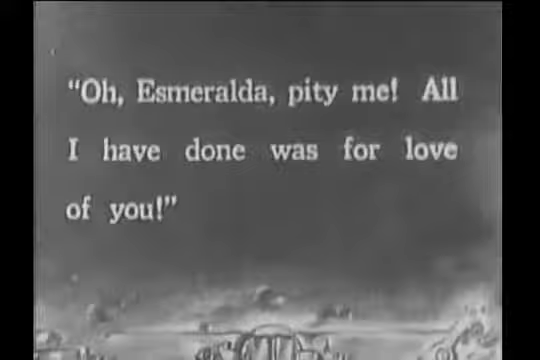 “Oh, Esmeralda, pity me! All
I have done was for love
of you!”